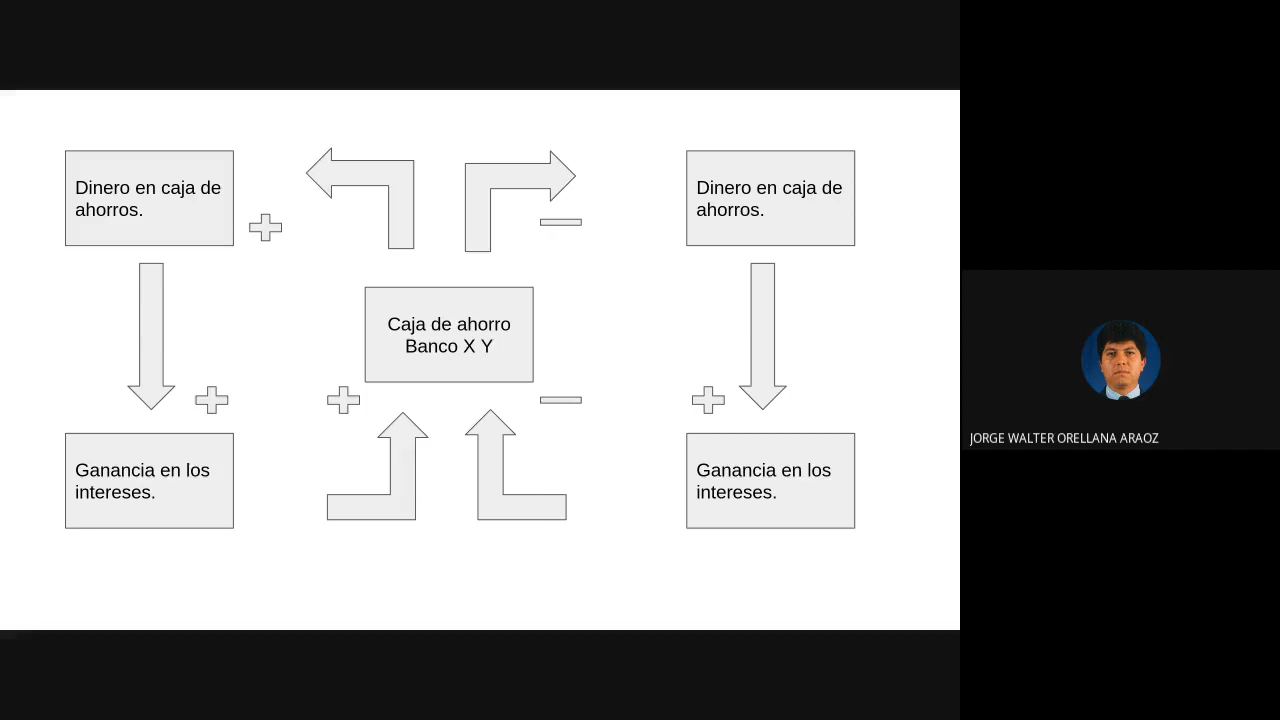 Dinero en caja de
ahorros.
Dinero en caja de
ahorros.
Caja de ahorro
Banco X Y
Ganancia en los
intereses.
Ganancia en los
intereses.
JORGE WALTER ORELLANA ARAOZ